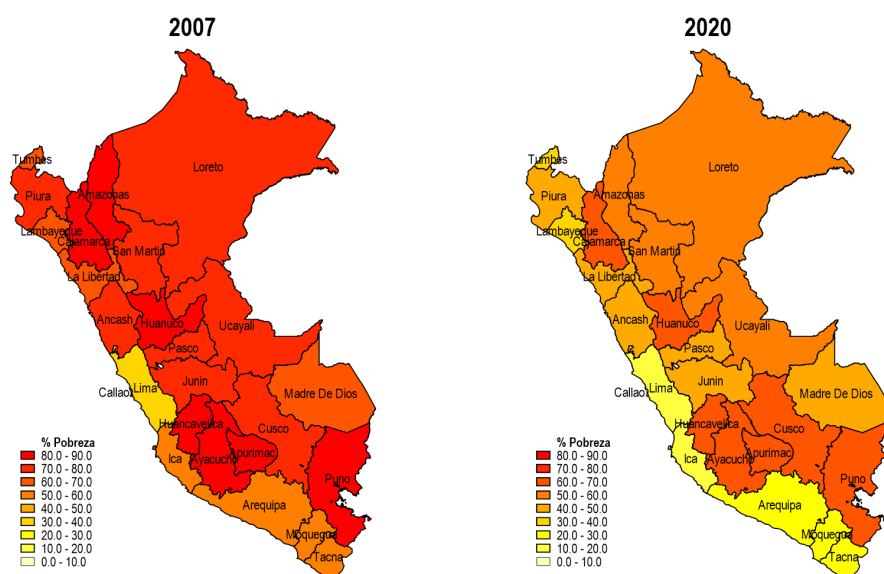 2007
Tumbes
Loreto
Piura
Amazonas
Lambayeque
Cajamarca
San Martin
La Libertad
Ancash
Huanuco
Ucayali
Pasco
Callao
Lima
Junin
Madre De Dios
Huancavelica
Cusco
Ica
Ayacucho
Apurimac
Puno
Arequipa
Moquegua
Tacna
% Pobreza
80.0 - 90.0
70.0 - 80.0
60.0 - 70.0
50.0 - 60.0
40.0 - 50.0
30.0 - 40.0
20.0 - 30.0
10.0 - 20.0
0.0 - 10.0
2020
Tumbes
Loreto
Piura
Amazonas
Lambayeque
Cajamarca
San Martin
La Libertad
Ancash
Huanuco
Ucayali
Pasco
Callao
Lima
Junin
Madre De Dios
Huancavelica
Cusco
Ica
Ayacucho
Apurimac
Puno
Arequipa
Moquegua
Tacna
% Pobreza
80.0 - 90.0
70.0 - 80.0
60.0 - 70.0
50.0 - 60.0
40.0 - 50.0
30.0 - 40.0
20.0 - 30.0
10.0 - 20.0
0.0 - 10.0